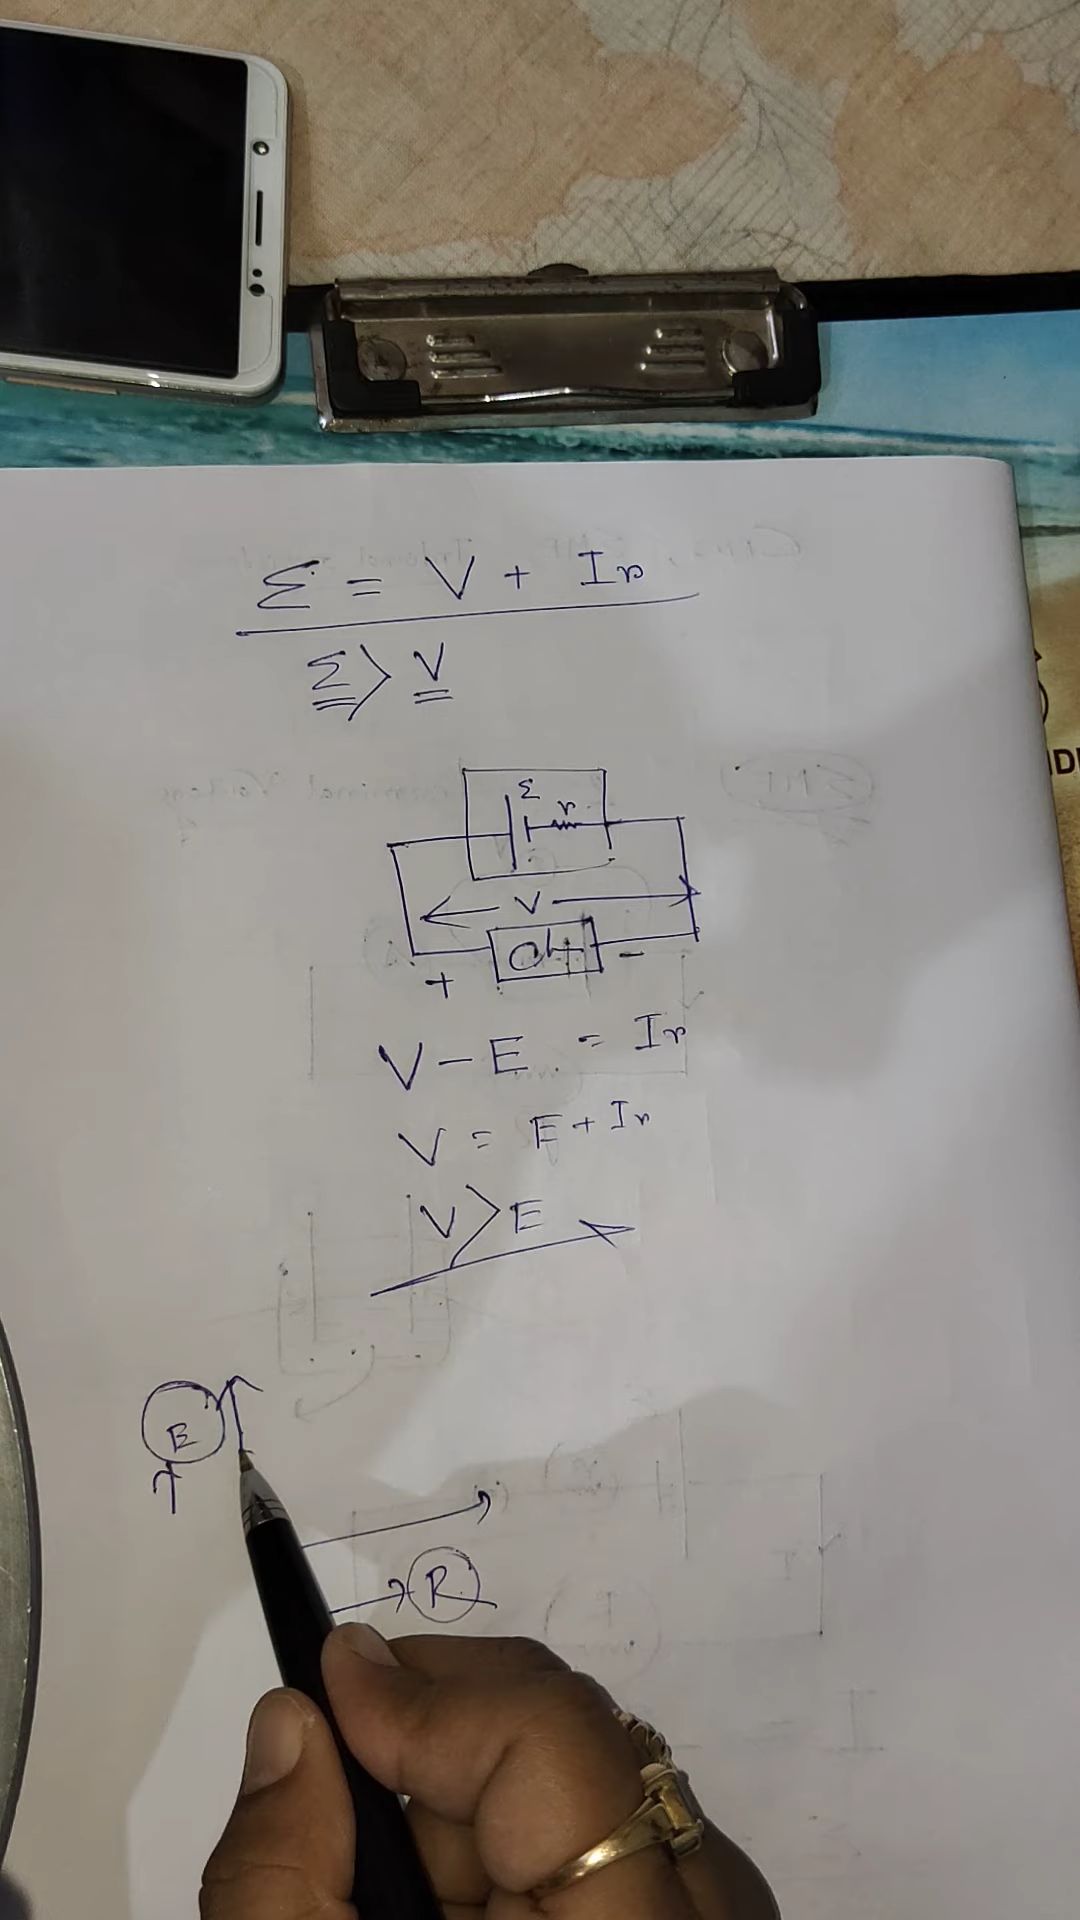 Ɛ = V + Ir
Ɛ > V
Ɛ
r
V
+
-
V - E = Ir
V = E + Ir
V > E
E
R